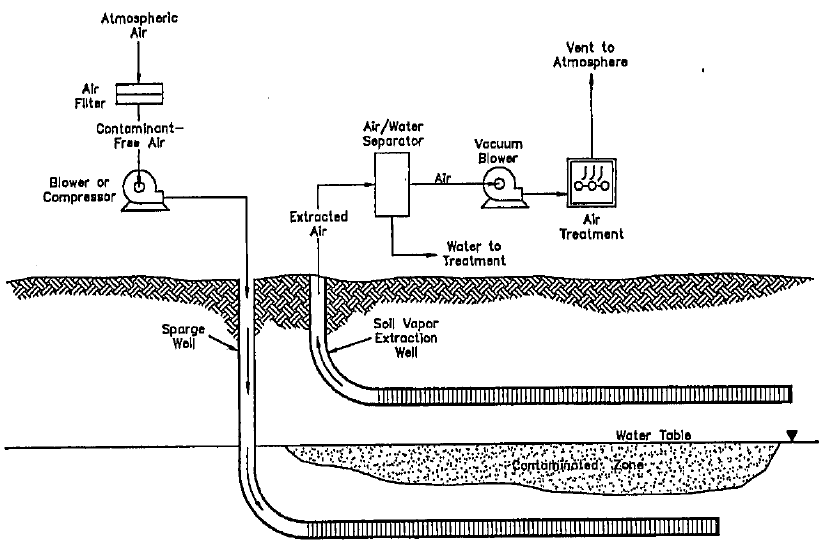 Atmospheric
Air
Air
Filter
Contaminant-
Free Air
Blower or
Compressor
Extracted
Air
Air/Water
Separator
Air
Water to
Treatment
Vacuum
Blower
Vent to
Atmosphere
Air
Treatment
Sparge
Well
Soil Vapor
Extraction
Well
Water Table
Contaminated Zone